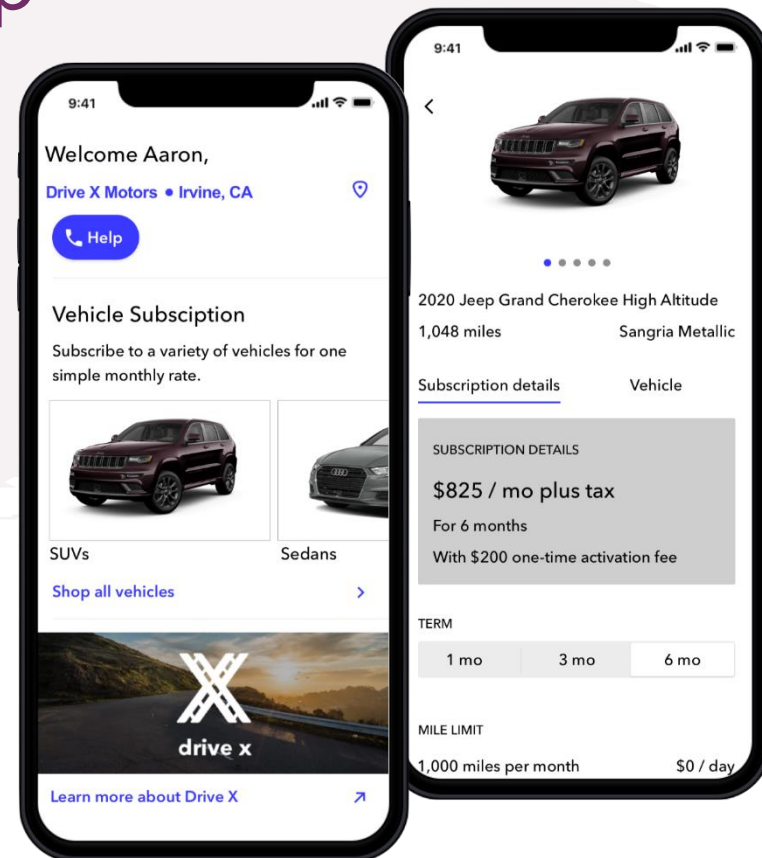 9:41
Welcome Aaron,
Drive X Motors • Irvine, CA
Help
Vehicle Subsciption
Subscribe to a variety of vehicles for one
simple monthly rate.
SUVs
Sedans
Shop all vehicles
drive x
Learn more about Drive X
9:41
2020 Jeep Grand Cherokee High Altitude
1,048 miles Sangria Metallic
Subscription details Vehicle
SUBSCRIPTION DETAILS
$825 / mo plus tax
For 6 months
With $200 one-time activation fee
TERM
1 mo 3 mo 6 mo
MILE LIMIT
1,000 miles per month $0 / day